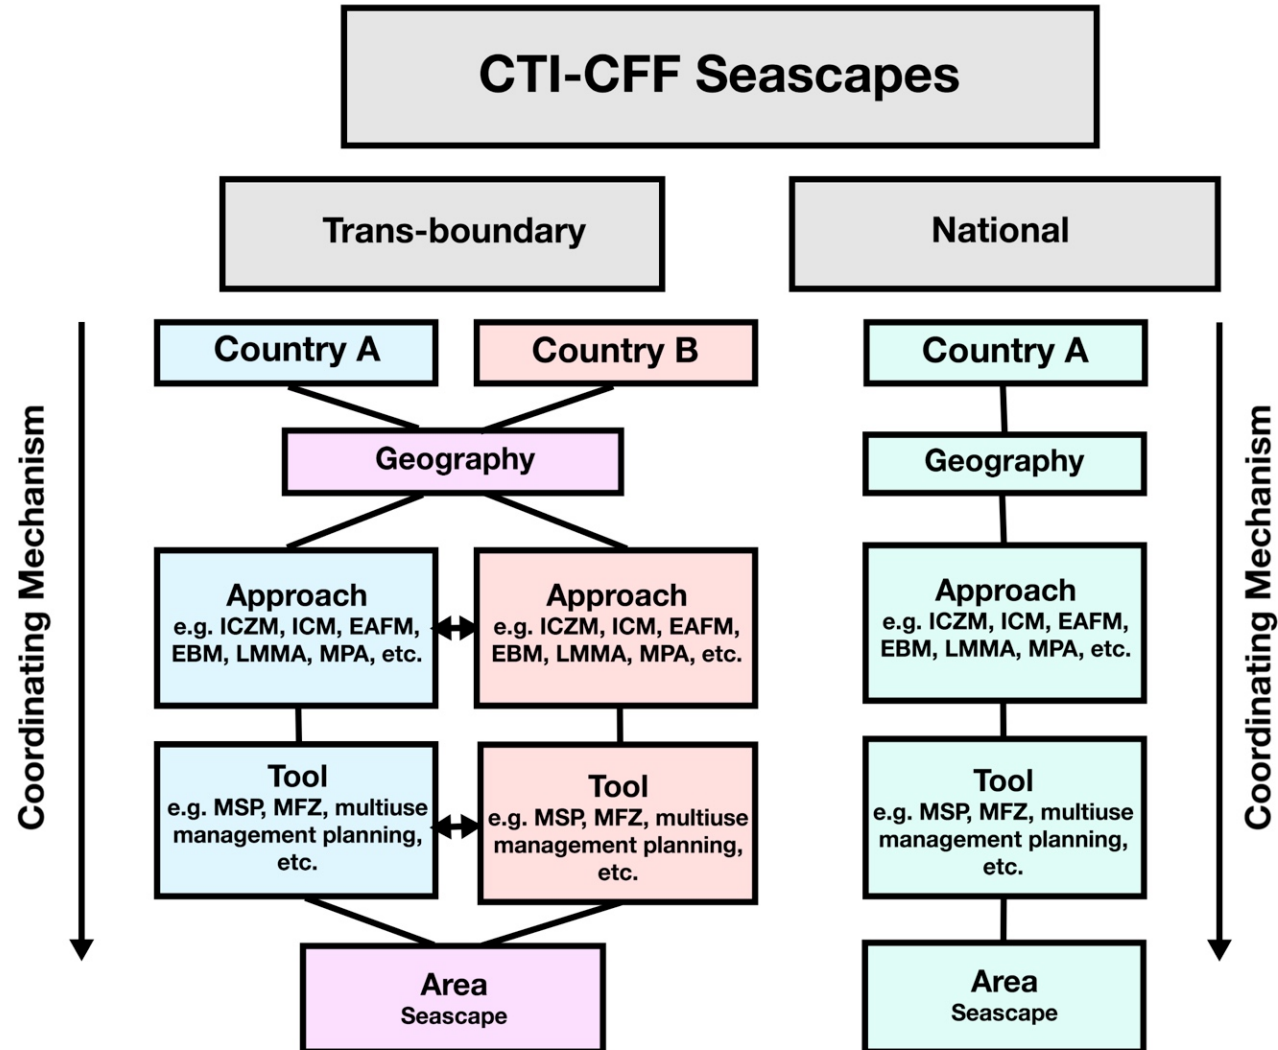 CTI-CFF Seascapes
Trans-boundary
National
Coordinating Mechanism
Country A
Country B
Geography
Approach
e.g. ICZM, ICM, EAFM,
EBM, LMMA, MPA, etc.
Approach
e.g. ICZM, ICM, EAFM,
EBM, LMMA, MPA, etc.
Tool
e.g. MSP, MFZ, multiuse
management planning,
etc.
Tool
e.g. MSP, MFZ, multiuse
management planning,
etc.
Area
Seascape
Country A
Geography
Approach
e.g. ICZM, ICM, EAFM,
EBM, LMMA, MPA, etc.
Tool
e.g. MSP, MFZ, multiuse
management planning,
etc.
Area
Seascape
Coordinating Mechanism